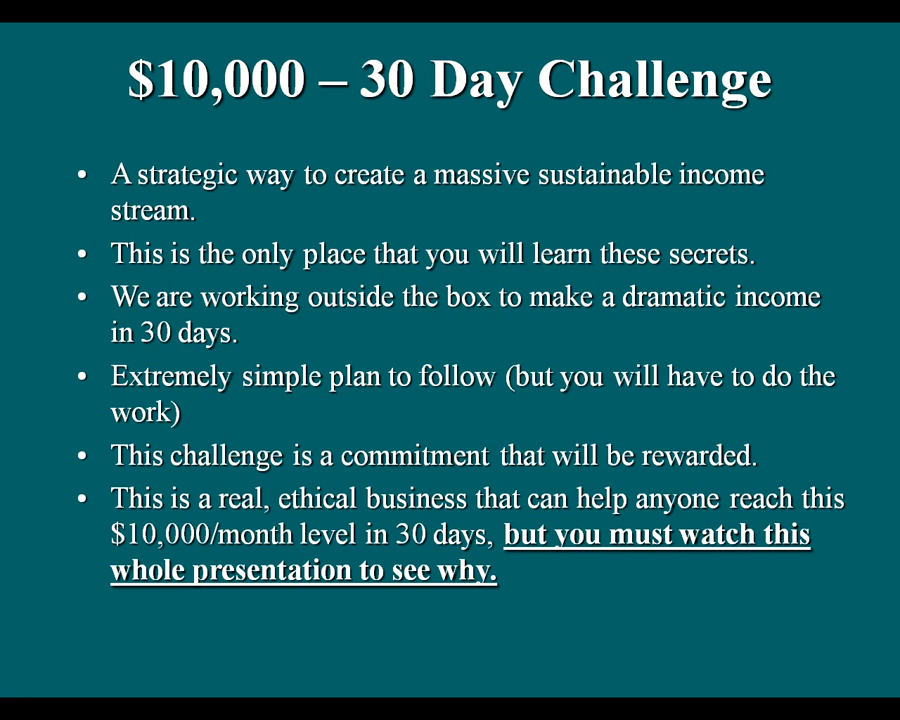 $10,000 – 30 Day Challenge
• A strategic way to create a massive sustainable income
stream.
• This is the only place that you will learn these secrets.
• We are working outside the box to make a dramatic income
in 30 days.
• Extremely simple plan to follow (but you will have to do the
work)
• This challenge is a commitment that will be rewarded.
• This is a real, ethical business that can help anyone reach this
$10,000/month level in 30 days, but you must watch this
whole presentation to see why.